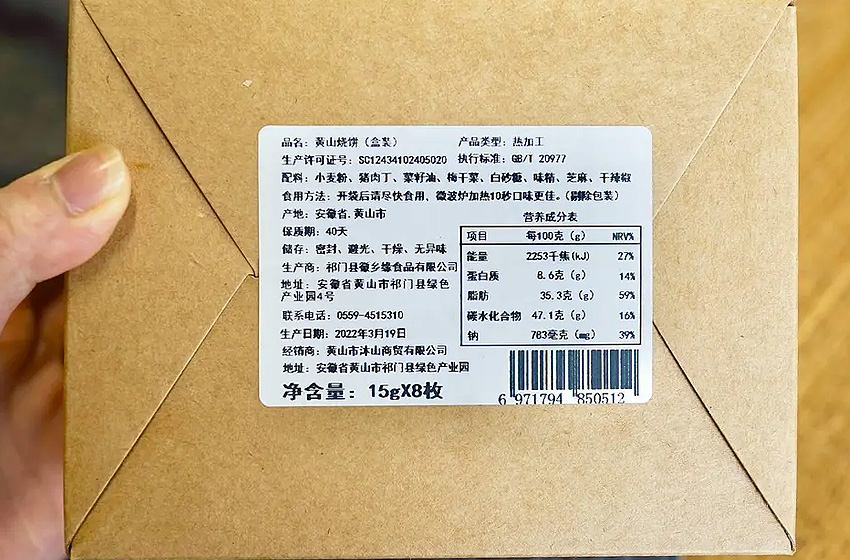 品名：黄山烧饼（盒装） 产品类型：热加工
生产许可证号：SC12434102405020 执行标准：GB/T 20977
配料：小麦粉、猪肉丁、菜籽油、梅干菜、白砂糖、味精、芝麻、干辣椒
食用方法：开袋后请尽快食用、微波炉加热10秒口味更佳。（剔除包装）
产地：安徽省.黄山市
保质期：40天
储存：密封、避光、干燥、无异味
生产商：祁门县徽乡缘食品有限公司
地址：安徽省黄山市祁门县绿色
产业园4号
联系电话：0559-4515310
生产日期：2022年3月19日
经销商：黄山市沐山商贸有限公司
地址：安徽省黄山市祁门县绿色产业园
净含量：15gX8枚
营养成分表
项目 每100克（g） NRV%
能量 2253千焦(kJ) 27%
蛋白质 8.6克（g） 14%
脂肪 35.3克（g） 59%
碳水化合物 47.1克（g） 16%
钠 783毫克（mg） 39%
6 971794 850512